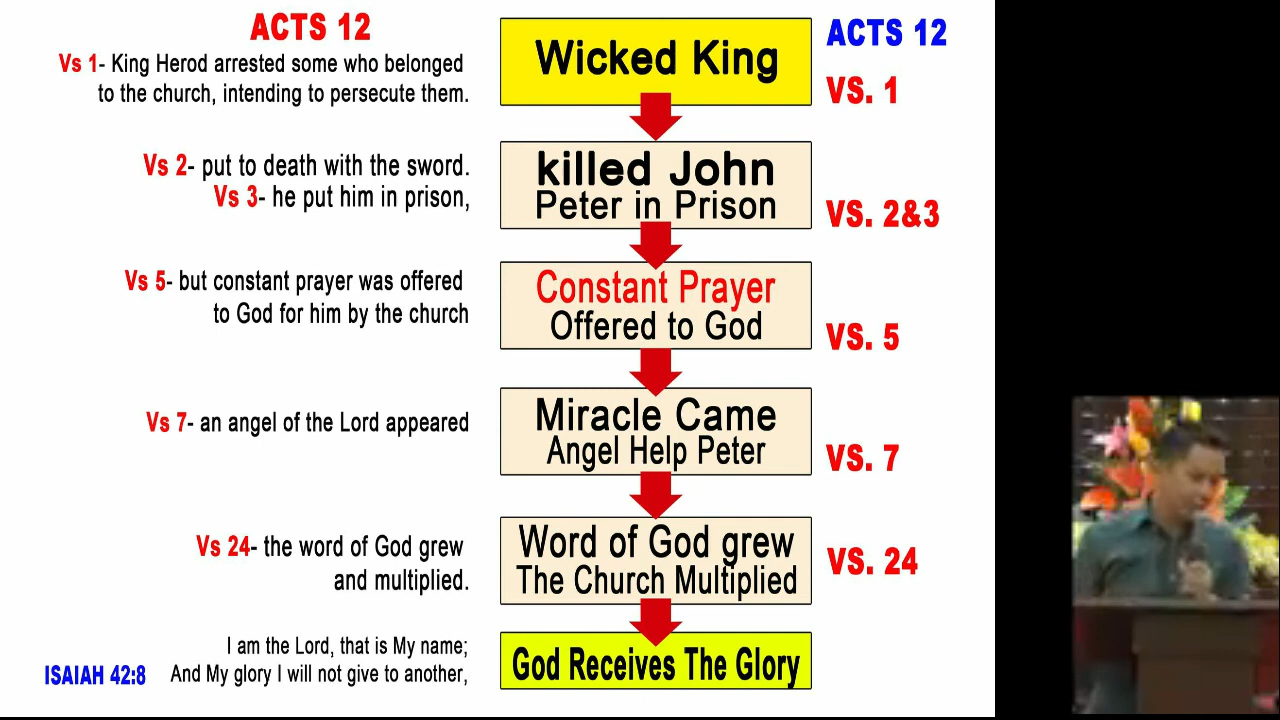 ACTS 12
Vs 1- King Herod arrested some who belonged
to the church, intending to persecute them.
Vs 2- put to death with the sword.
Vs 3- he put him in prison,
Vs 5- but constant prayer was offered
to God for him by the church
Vs 7- an angel of the Lord appeared
Vs 24- the word of God grew
and multiplied.
I am the Lord, that is My name;
ISAIAH 42:8 And My glory I will not give to another,
Wicked King
killed John
Peter in Prison
Constant Prayer
Offered to God
Miracle Came
Angel Help Peter
Word of God grew
The Church Multiplied
God Receives The Glory
ACTS 12
VS. 1
VS. 2&3
VS. 5
VS. 7
VS. 24